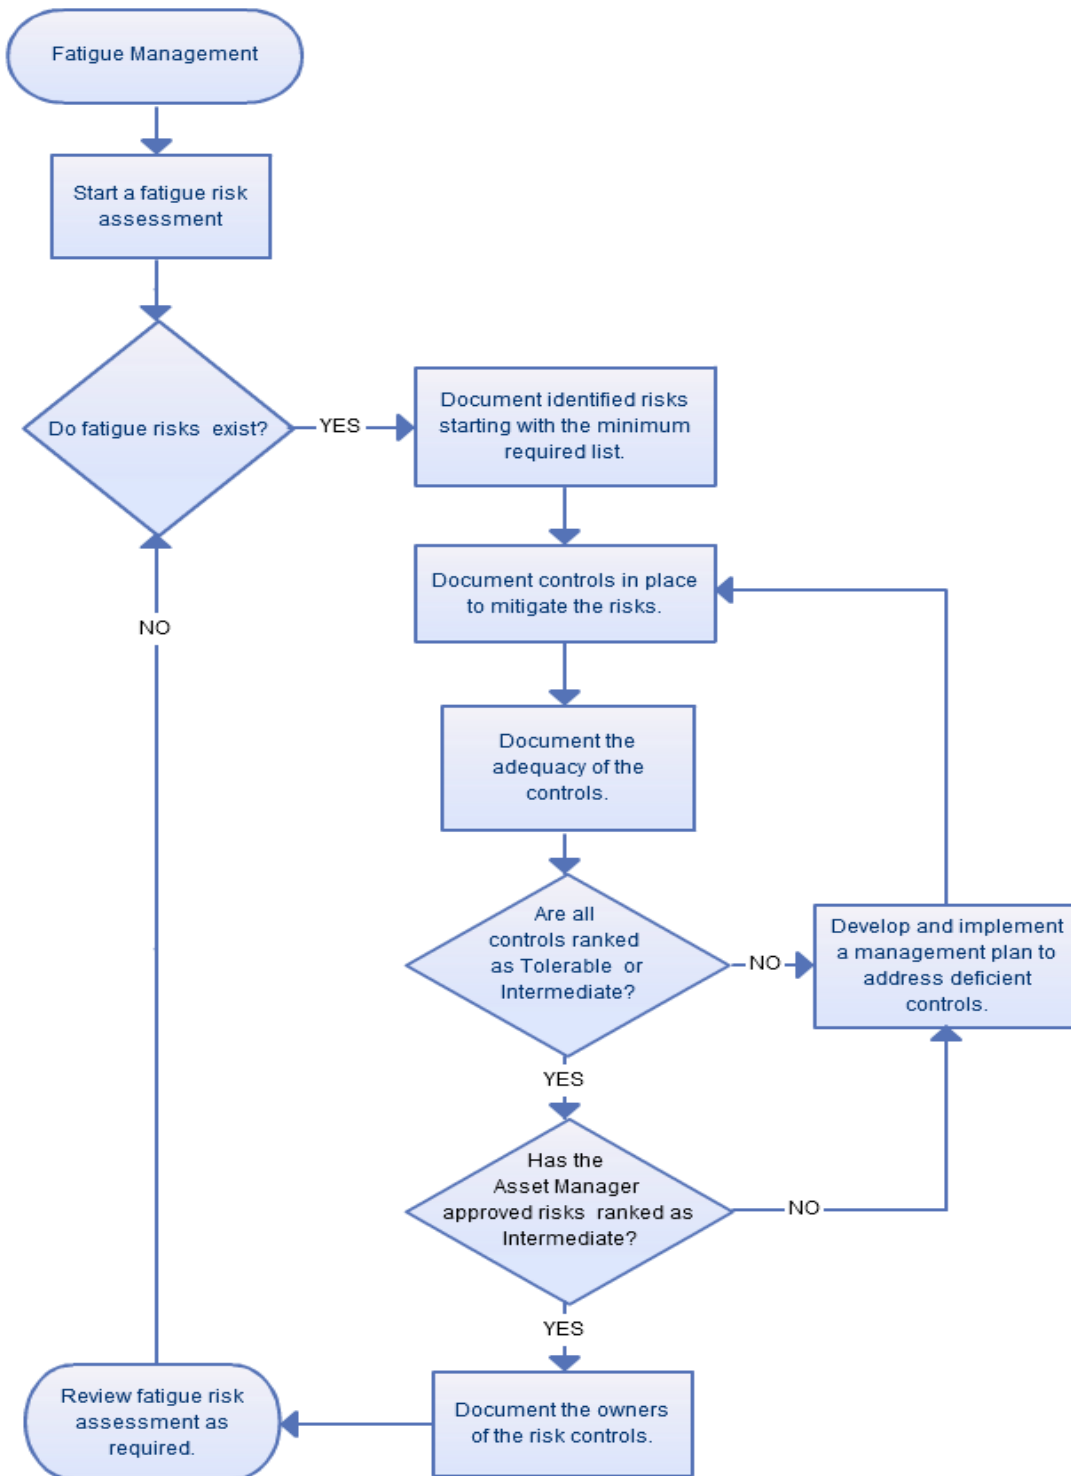 Fatigue Management
Start a fatigue risk
assessment
Do fatigue risks exist?
YES
Document identified risks
starting with the minimum
required list.
Document controls in place
to mitigate the risks.
NO
Document the
adequacy of the
controls.
Are all
controls ranked
as Tolerable or
Intermediate?
NO
Develop and implement
a management plan to
address deficient
controls.
YES
Has the
Asset Manager
approved risks ranked as
Intermediate?
NO
YES
Document the owners
of the risk controls.
Review fatigue risk
assessment as
required.